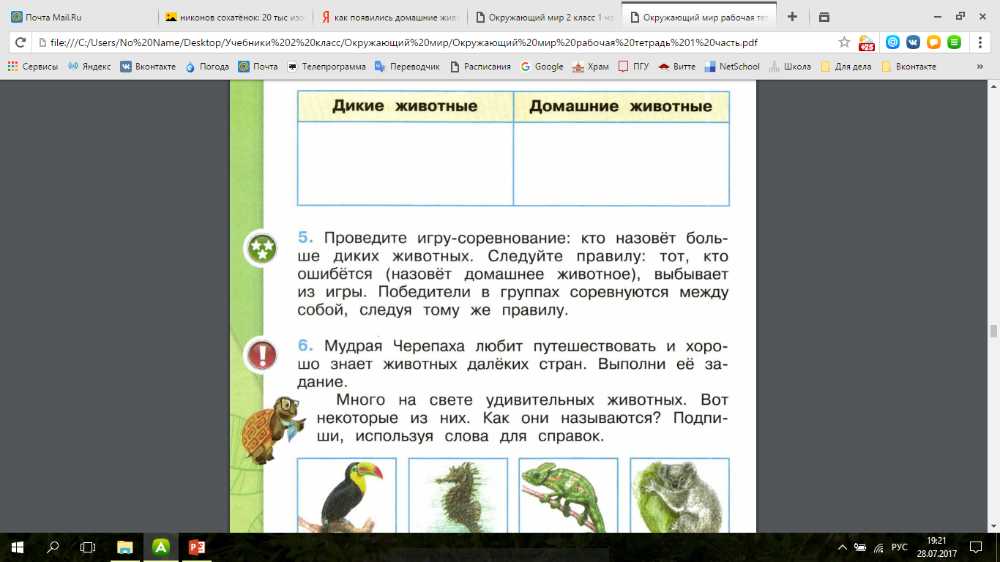 Почта Mail.Ru
никонов сохатёнок: 20 тыс изо
как появились домашние жив
Окружающий мир 2 класс 1 ча
Окружающий мир рабочая тет
file:///C:/Users/No%20Name/Desktop/Учебники%202%20класс/Окружающий%20мир/Окружающий%20мир%20рабочая%20тетрадь%201%20часть.pdf
+25
Сервисы Яндекс Вконтакте Погода Почта Телепрограмма Переводчик Расписания Google Храм ПГУ Витте NetSchool Школа Для дела Вконтакте »
Дикие животные
Домашние животные
5. Проведите игру-соревнование: кто назовёт боль-
ше диких животных. Следуйте правилу: тот, кто
ошибётся (назовёт домашнее животное), выбывает
из игры. Победители в группах соревнуются между
собой, следуя тому же правилу.
6. Мудрая Черепаха любит путешествовать и хоро-
шо знает животных далёких стран. Выполни её за-
дание.
Много на свете удивительных животных. Вот
некоторые из них. Как они называются? Подпи-
ши, используя слова для справок.
РУС
19:21
28.07.2017